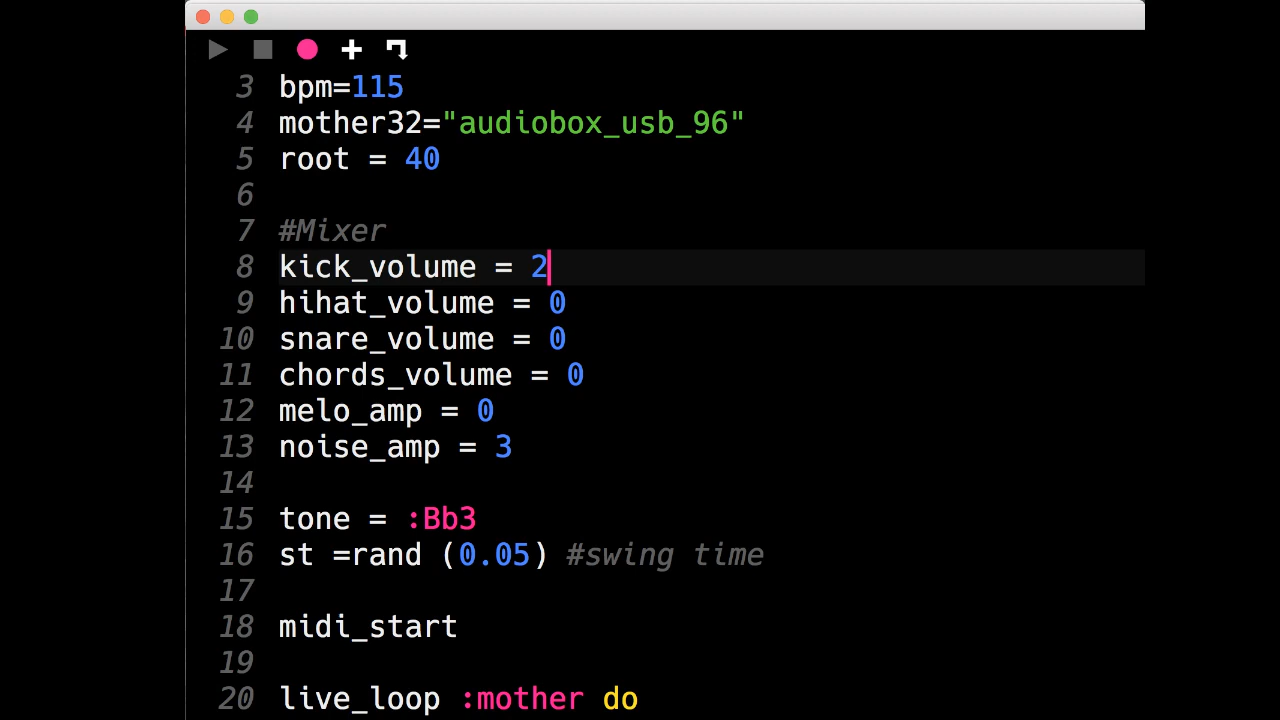 3 bpm=115
4 mother32="audiobox_usb_96"
5 root = 40
6
7 #Mixer
8 kick_volume = 2
9 hihat_volume = 0
10 snare_volume = 0
11 chords_volume = 0
12 melo_amp = 0
13 noise_amp = 3
14
15 tone = :Bb3
16 st =rand (0.05) #swing time
17
18 midi_start
19
20 live_loop :mother do